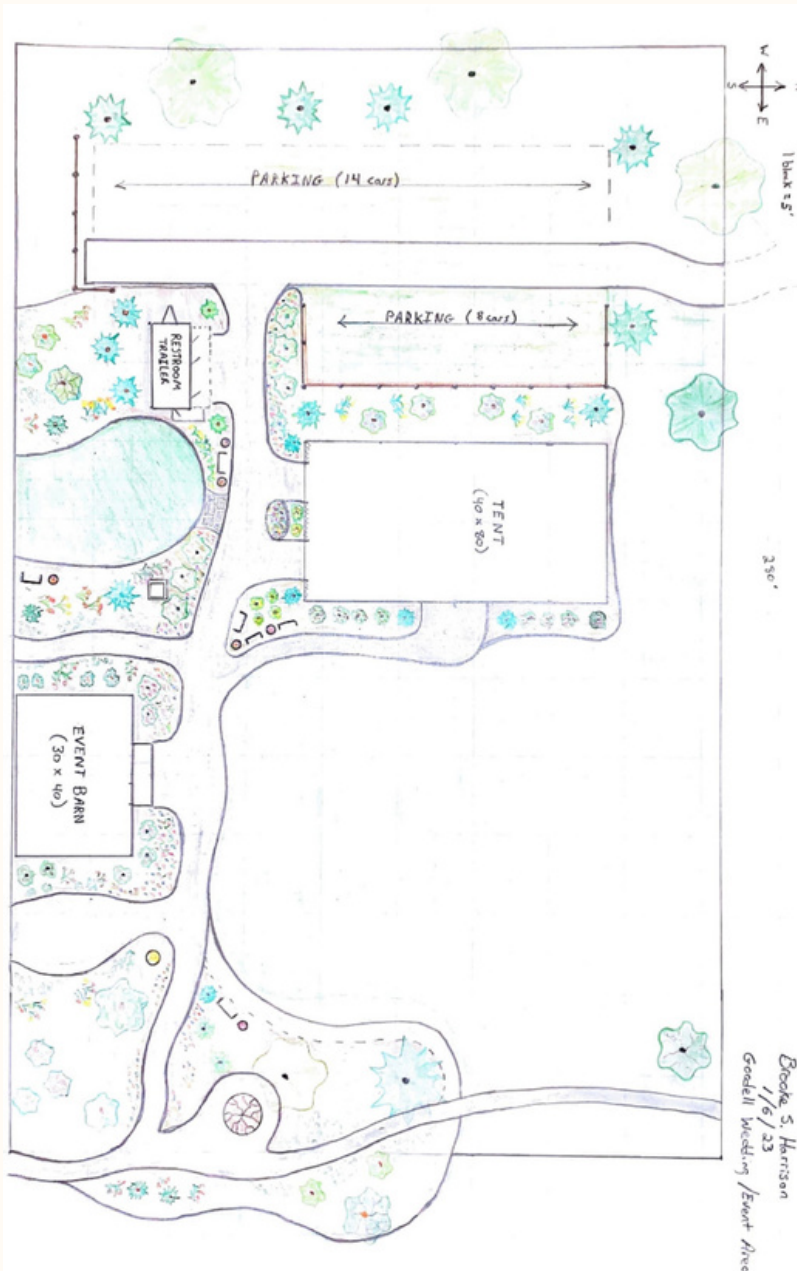 W
S
E
1 block = 5'
PARKING (14 cars)
PARKING (8 cars)
RESTROOM
TRAILER
TENT
(40 x 80)
250'
EVENT BARN
(30 x 40)
Brooke S. Harrison
1/6/23
Goodell Wedding / Event Area